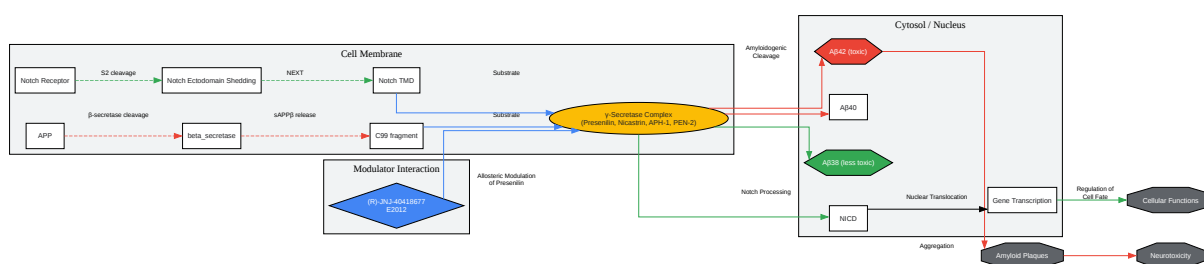 Cytosol / Nucleus
Amyloidogenic
Cleavage
Aβ42 (toxic)
Cell Membrane
Notch Receptor
S2 cleavage
Notch Ectodomain Shedding
NEXT
Notch TMD
Substrate
Aβ40
APP
β-secretase cleavage
beta_secretase
sAPPβ release
C99 fragment
Substrate
γ-Secretase Complex
(Presenilin, Nicastrin, APH-1, PEN-2)
Aβ38 (less toxic)
Modulator Interaction
Allosteric Modulation
of Presenilin
(R)-JNJ-40418677
E2012
Notch Processing
NICD
Nuclear Translocation
Gene Transcription
Regulation of
Cell Fate
Cellular Functions
Aggregation
Amyloid Plaques
Neurotoxicity